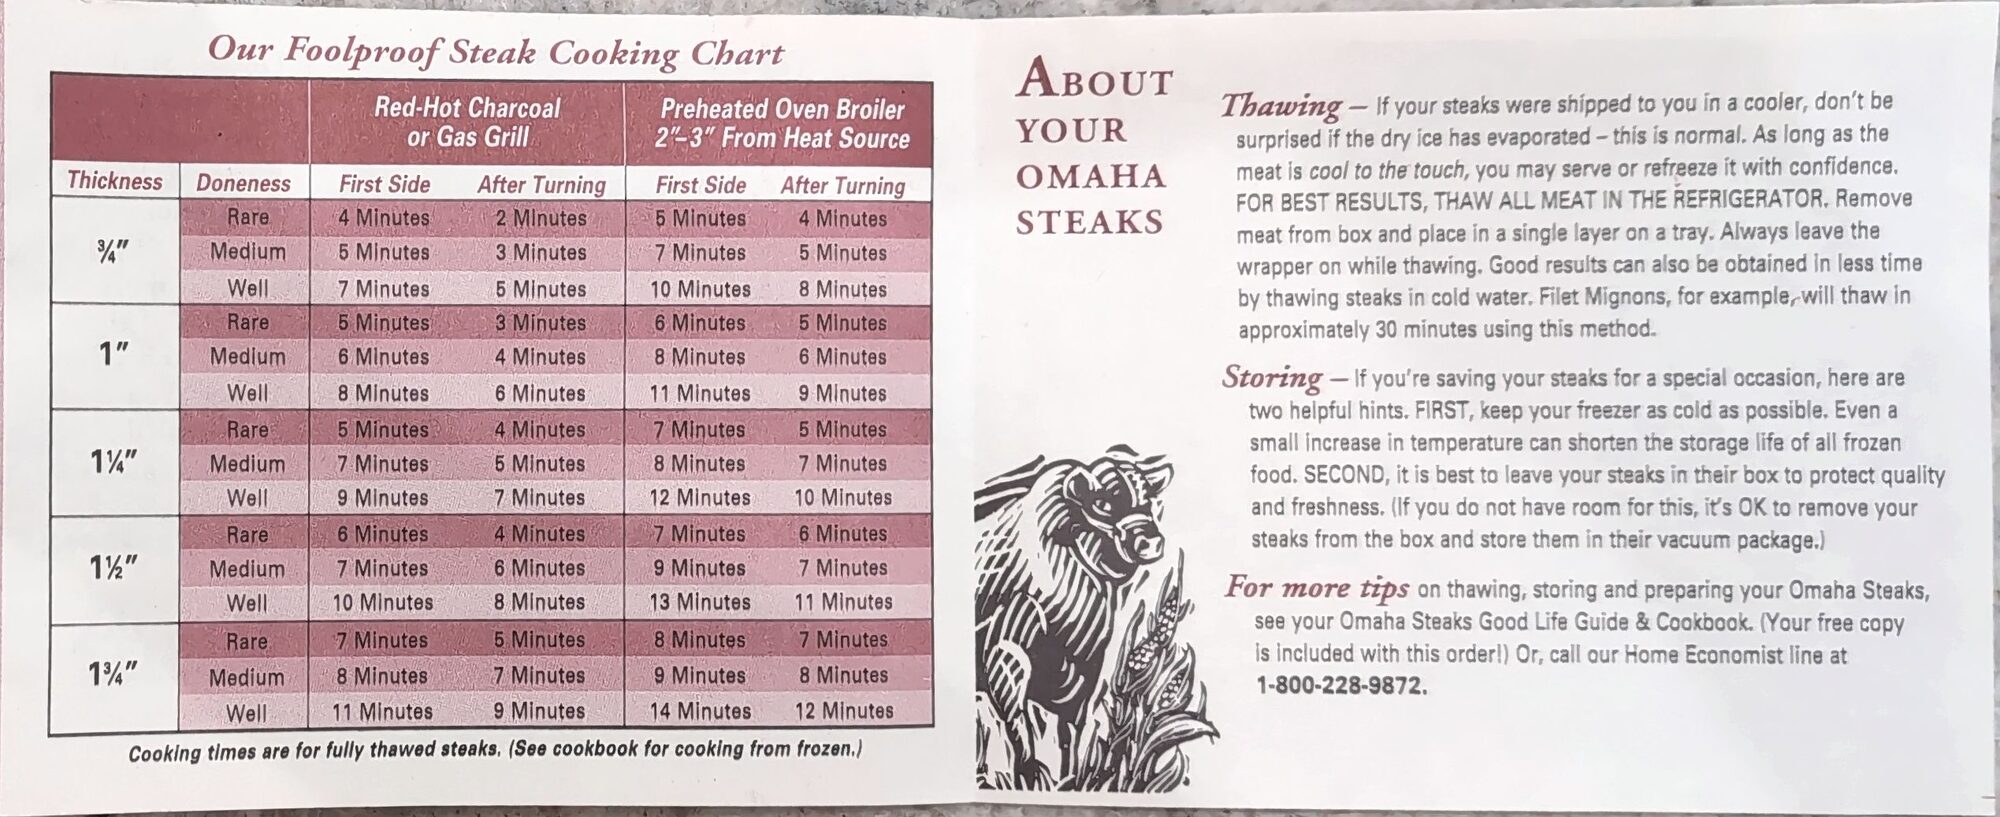 Our Foolproof Steak Cooking Chart
Red-Hot Charcoal
or Gas Grill
Preheated Oven Broiler
2"–3" From Heat Source
Thickness Doneness First Side After Turning First Side After Turning
3/4"
Rare 4 Minutes 2 Minutes 5 Minutes 4 Minutes
Medium 5 Minutes 3 Minutes 7 Minutes 5 Minutes
Well 7 Minutes 5 Minutes 10 Minutes 8 Minutes
1"
Rare 5 Minutes 3 Minutes 6 Minutes 5 Minutes
Medium 6 Minutes 4 Minutes 8 Minutes 6 Minutes
Well 8 Minutes 6 Minutes 11 Minutes 9 Minutes
1 1/4"
Rare 5 Minutes 4 Minutes 7 Minutes 5 Minutes
Medium 7 Minutes 5 Minutes 8 Minutes 7 Minutes
Well 9 Minutes 7 Minutes 12 Minutes 10 Minutes
1 1/2"
Rare 6 Minutes 4 Minutes 7 Minutes 6 Minutes
Medium 7 Minutes 6 Minutes 9 Minutes 7 Minutes
Well 10 Minutes 8 Minutes 13 Minutes 11 Minutes
1 3/4"
Rare 7 Minutes 5 Minutes 8 Minutes 7 Minutes
Medium 8 Minutes 7 Minutes 9 Minutes 8 Minutes
Well 11 Minutes 9 Minutes 14 Minutes 12 Minutes
Cooking times are for fully thawed steaks. (See cookbook for cooking from frozen.)
ABOUT
YOUR
OMAHA
STEAKS
Thawing – If your steaks were shipped to you in a cooler, don't be
surprised if the dry ice has evaporated – this is normal. As long as the
meat is cool to the touch, you may serve or refreeze it with confidence.
FOR BEST RESULTS, THAW ALL MEAT IN THE REFRIGERATOR. Remove
meat from box and place in a single layer on a tray. Always leave the
wrapper on while thawing. Good results can also be obtained in less time
by thawing steaks in cold water. Filet Mignons, for example, will thaw in
approximately 30 minutes using this method.
Storing – If you're saving your steaks for a special occasion, here are
two helpful hints. FIRST, keep your freezer as cold as possible. Even a
small increase in temperature can shorten the storage life of all frozen
food. SECOND, it is best to leave your steaks in their box to protect quality
and freshness. (If you do not have room for this, it's OK to remove your
steaks from the box and store them in their vacuum package.)
For more tips on thawing, storing and preparing your Omaha Steaks,
see your Omaha Steaks Good Life Guide & Cookbook. (Your free copy
is included with this order!) Or, call our Home Economist line at
1-800-228-9872.